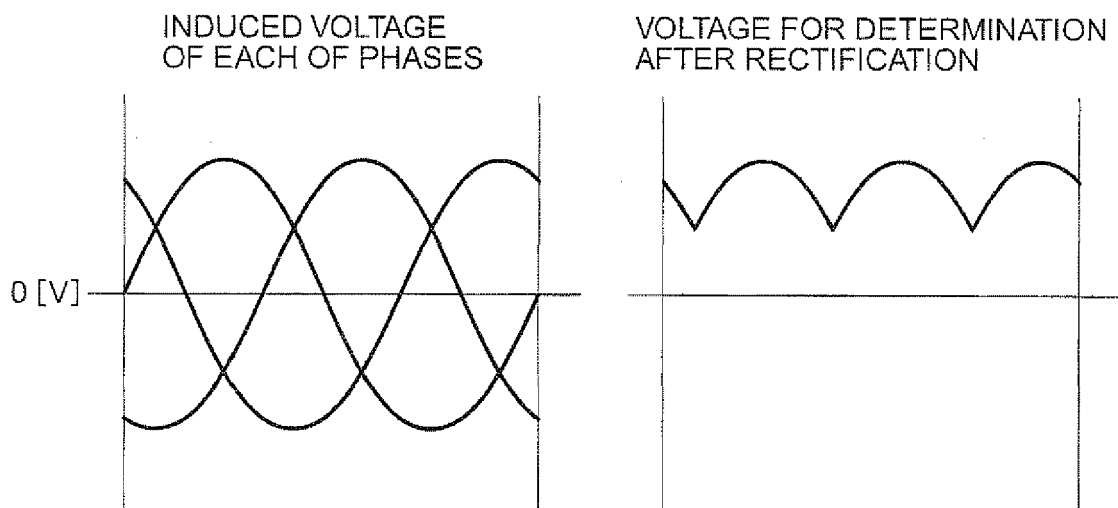 INDUCED VOLTAGE
OF EACH OF PHASES
VOLTAGE FOR DETERMINATION
AFTER RECTIFICATION
0 [V]